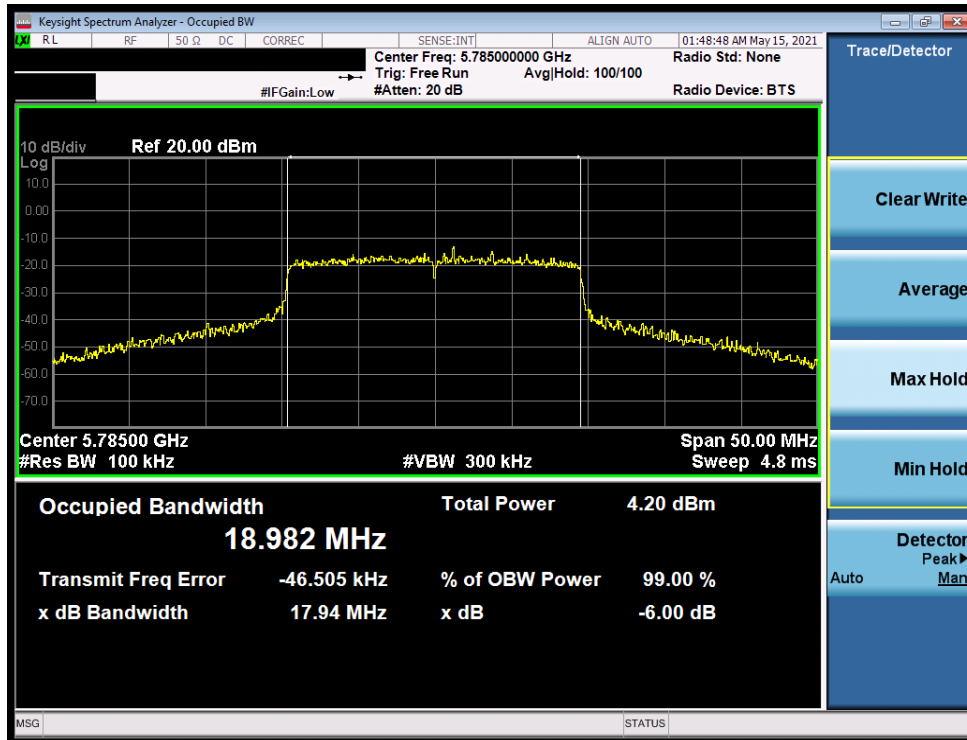 Keysight Spectrum Analyzer - Occupied BW
LXI RL RF 50 Ω DC CORREC SENSE:INT ALIGN AUTO 01:48:48 AM May 15, 2021
Center Freq: 5.785000000 GHz Radio Std: None
Trig: Free Run Avg|Hold: 100/100
#IFGain:Low #Atten: 20 dB Radio Device: BTS
Trace/Detector
10 dB/div Ref 20.00 dBm
Log
10.0
0.00
-10.0
-20.0
-30.0
-40.0
-50.0
-60.0
-70.0
Center 5.78500 GHz Span 50.00 MHz
#Res BW 100 kHz #VBW 300 kHz Sweep 4.8 ms
Occupied Bandwidth Total Power 4.20 dBm
18.982 MHz
Transmit Freq Error -46.505 kHz % of OBW Power 99.00 %
x dB Bandwidth 17.94 MHz x dB -6.00 dB
Clear Write
Average
Max Hold
Min Hold
Detector
Peak▶
Auto Man
MSG STATUS